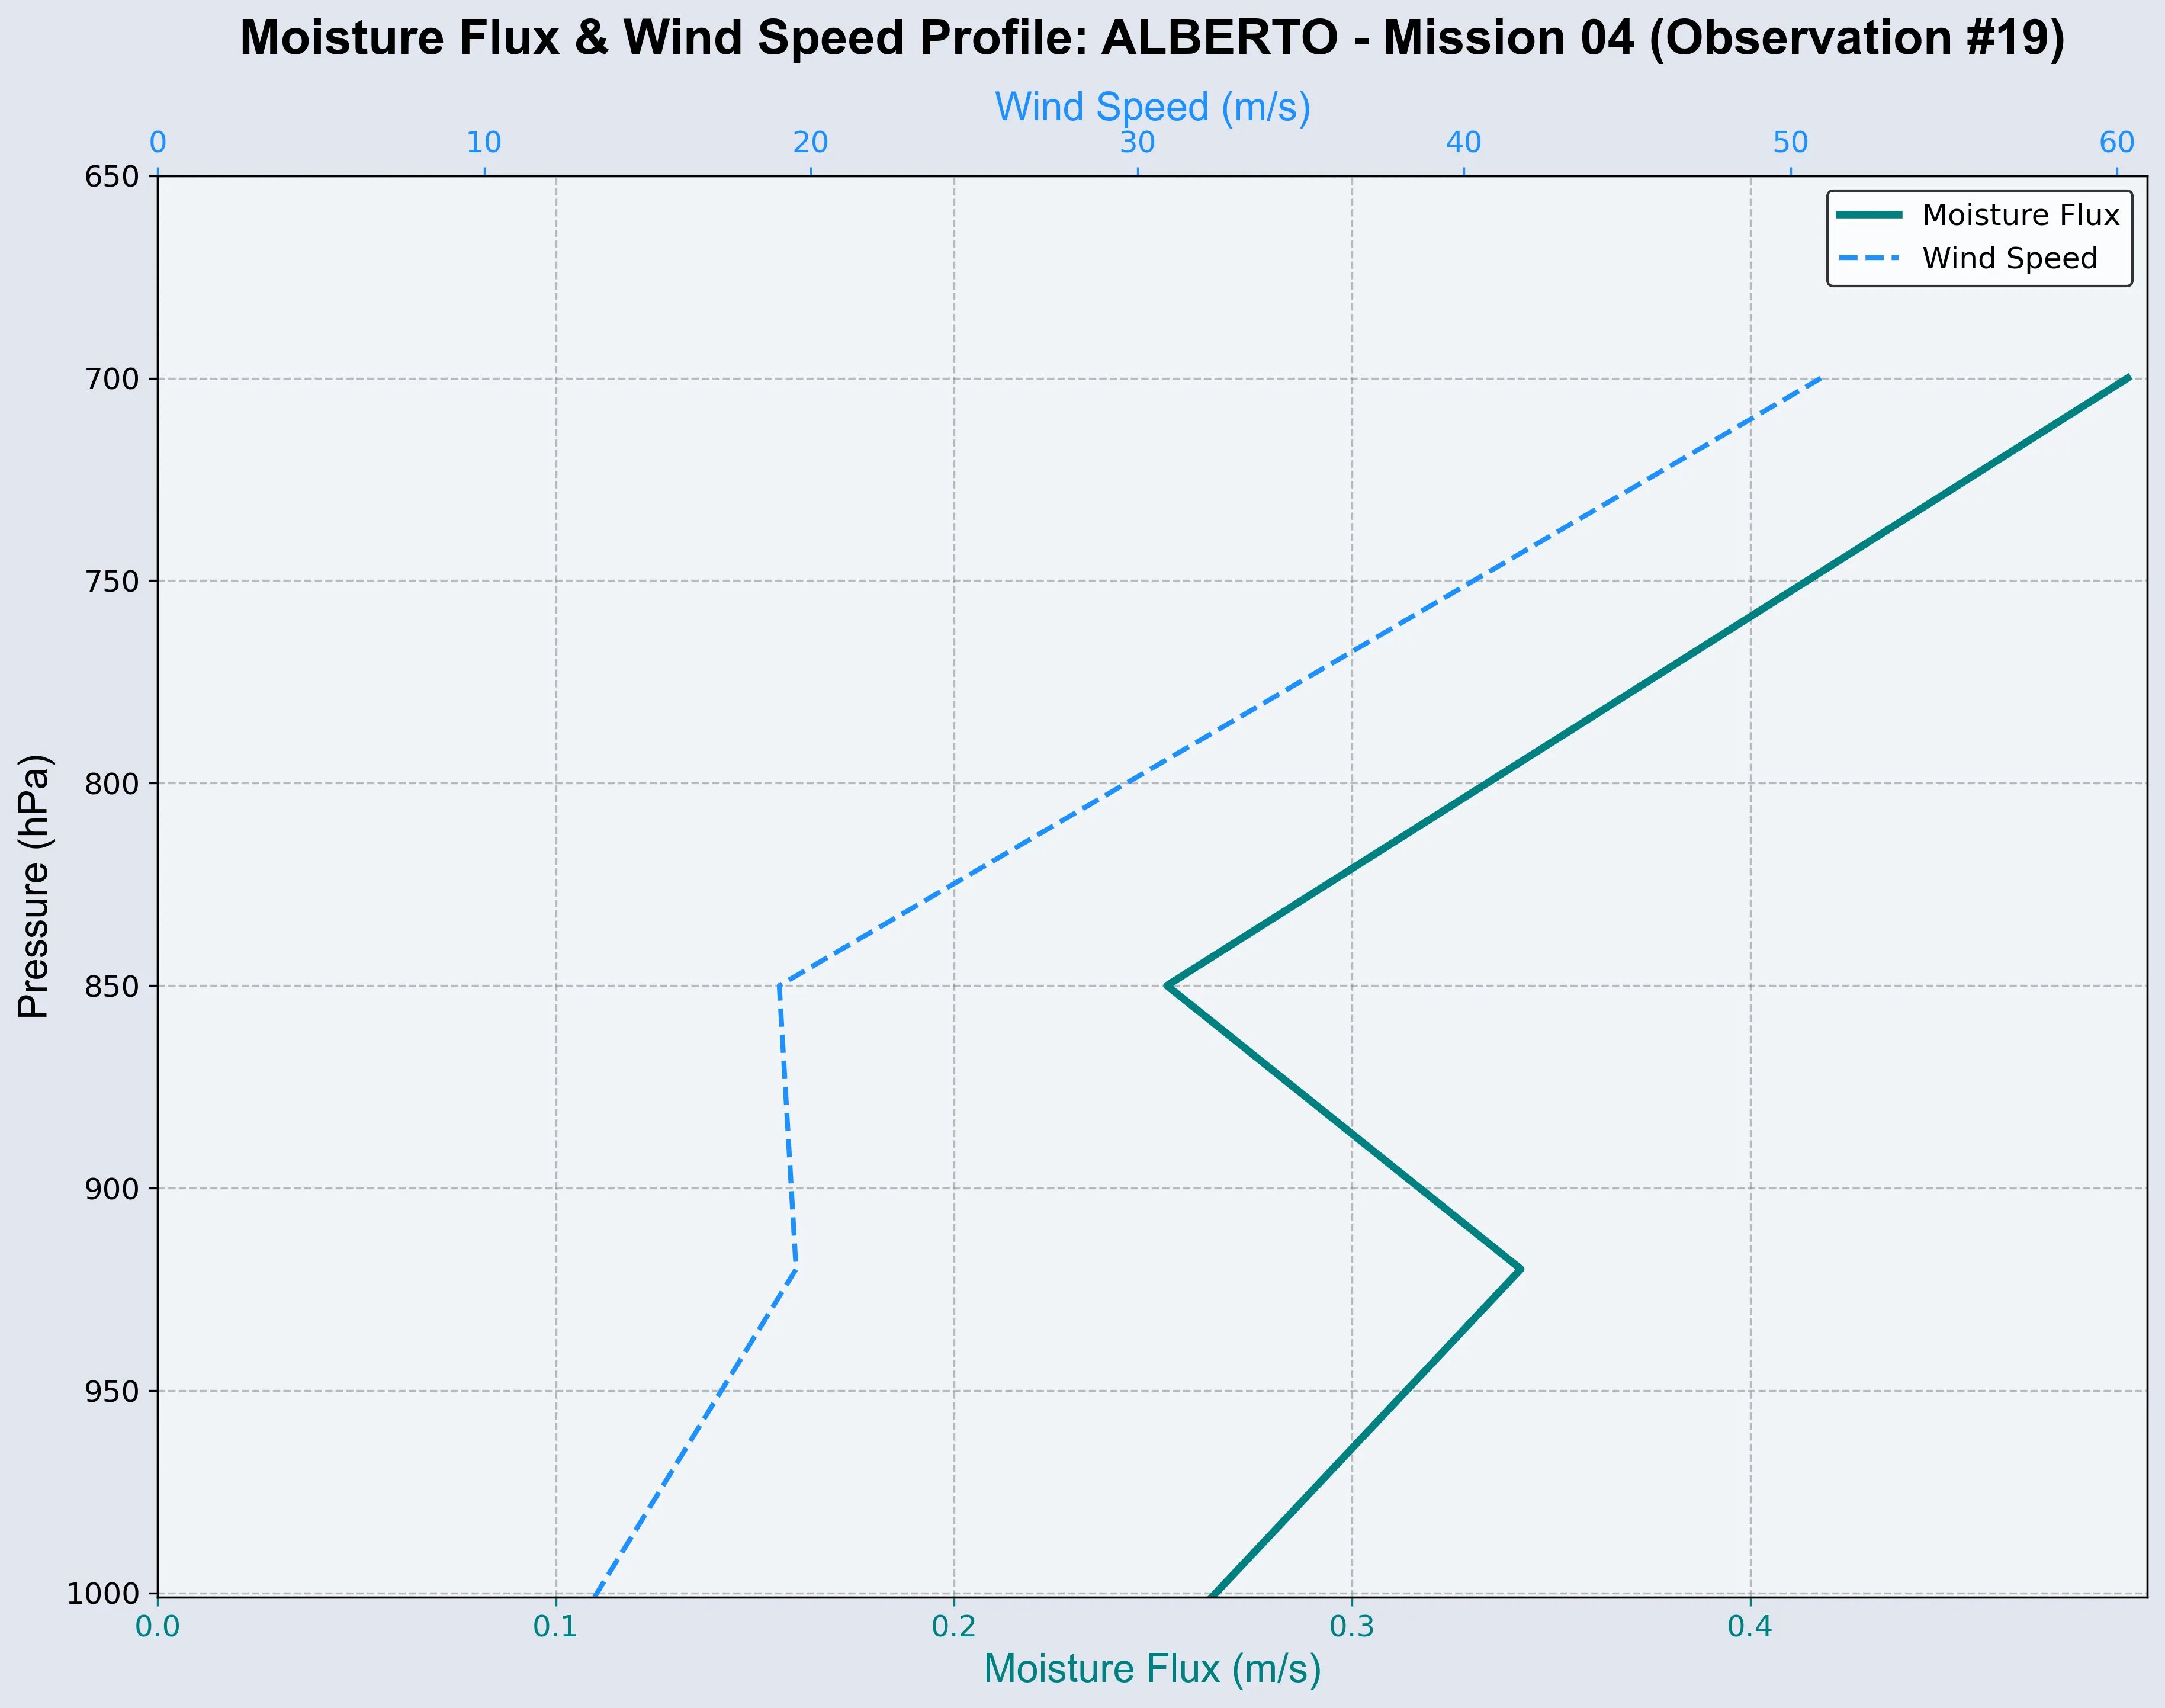 Moisture Flux & Wind Speed Profile: ALBERTO - Mission 04 (Observation #19)
Wind Speed (m/s)
0 10 20 30 40 50 60
Moisture Flux
Wind Speed
650
700
750
800
850
900
950
1000
Pressure (hPa)
0.0 0.1 0.2 0.3 0.4
Moisture Flux (m/s)